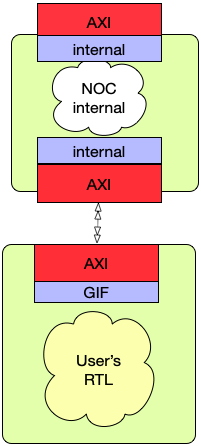 AXI
internal
NOC
internal
internal
AXI
AXI
GIF
User's
RTL